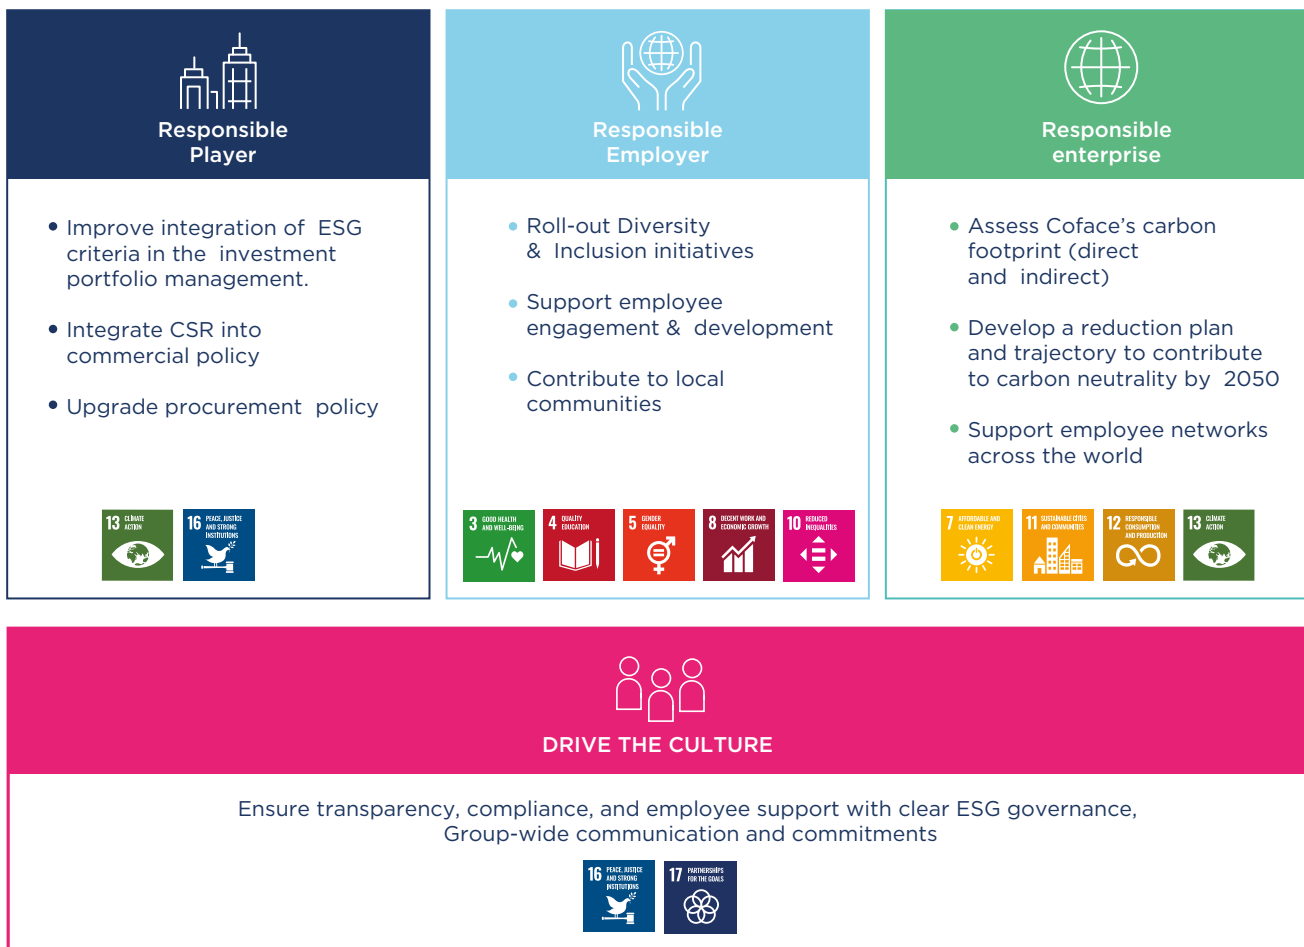 Responsible
Player
• Improve integration of ESG
criteria in the investment
portfolio management.
• Integrate CSR into
commercial policy
• Upgrade procurement policy
13 CLIMATE
ACTION
16 PEACE, JUSTICE
AND STRONG
INSTITUTIONS
Responsible
Employer
• Roll-out Diversity
& Inclusion initiatives
• Support employee
engagement & development
• Contribute to local
communities
3 GOOD HEALTH
AND WELL-BEING
4 QUALITY
EDUCATION
5 GENDER
EQUALITY
8 DECENT WORK AND
ECONOMIC GROWTH
10 REDUCED
INEQUALITIES
Responsible
enterprise
• Assess Coface's carbon
footprint (direct
and indirect)
• Develop a reduction plan
and trajectory to contribute
to carbon neutrality by 2050
• Support employee networks
across the world
7 AFFORDABLE AND
CLEAN ENERGY
11 SUSTAINABLE CITIES
AND COMMUNITIES
12 RESPONSIBLE
CONSUMPTION
AND PRODUCTION
13 CLIMATE
ACTION
DRIVE THE CULTURE
Ensure transparency, compliance, and employee support with clear ESG governance,
Group-wide communication and commitments
16 PEACE, JUSTICE
AND STRONG
INSTITUTIONS
17 PARTNERSHIPS
FOR THE GOALS